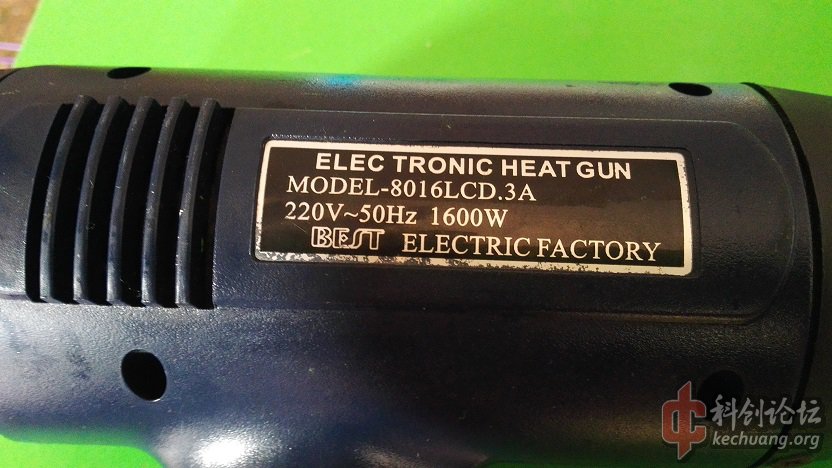 ELEC TRONIC HEAT GUN
MODEL-8016LCD.3A
220V~50Hz 1600W
BEST ELECTRIC FACTORY
科创论坛
kechuang.org